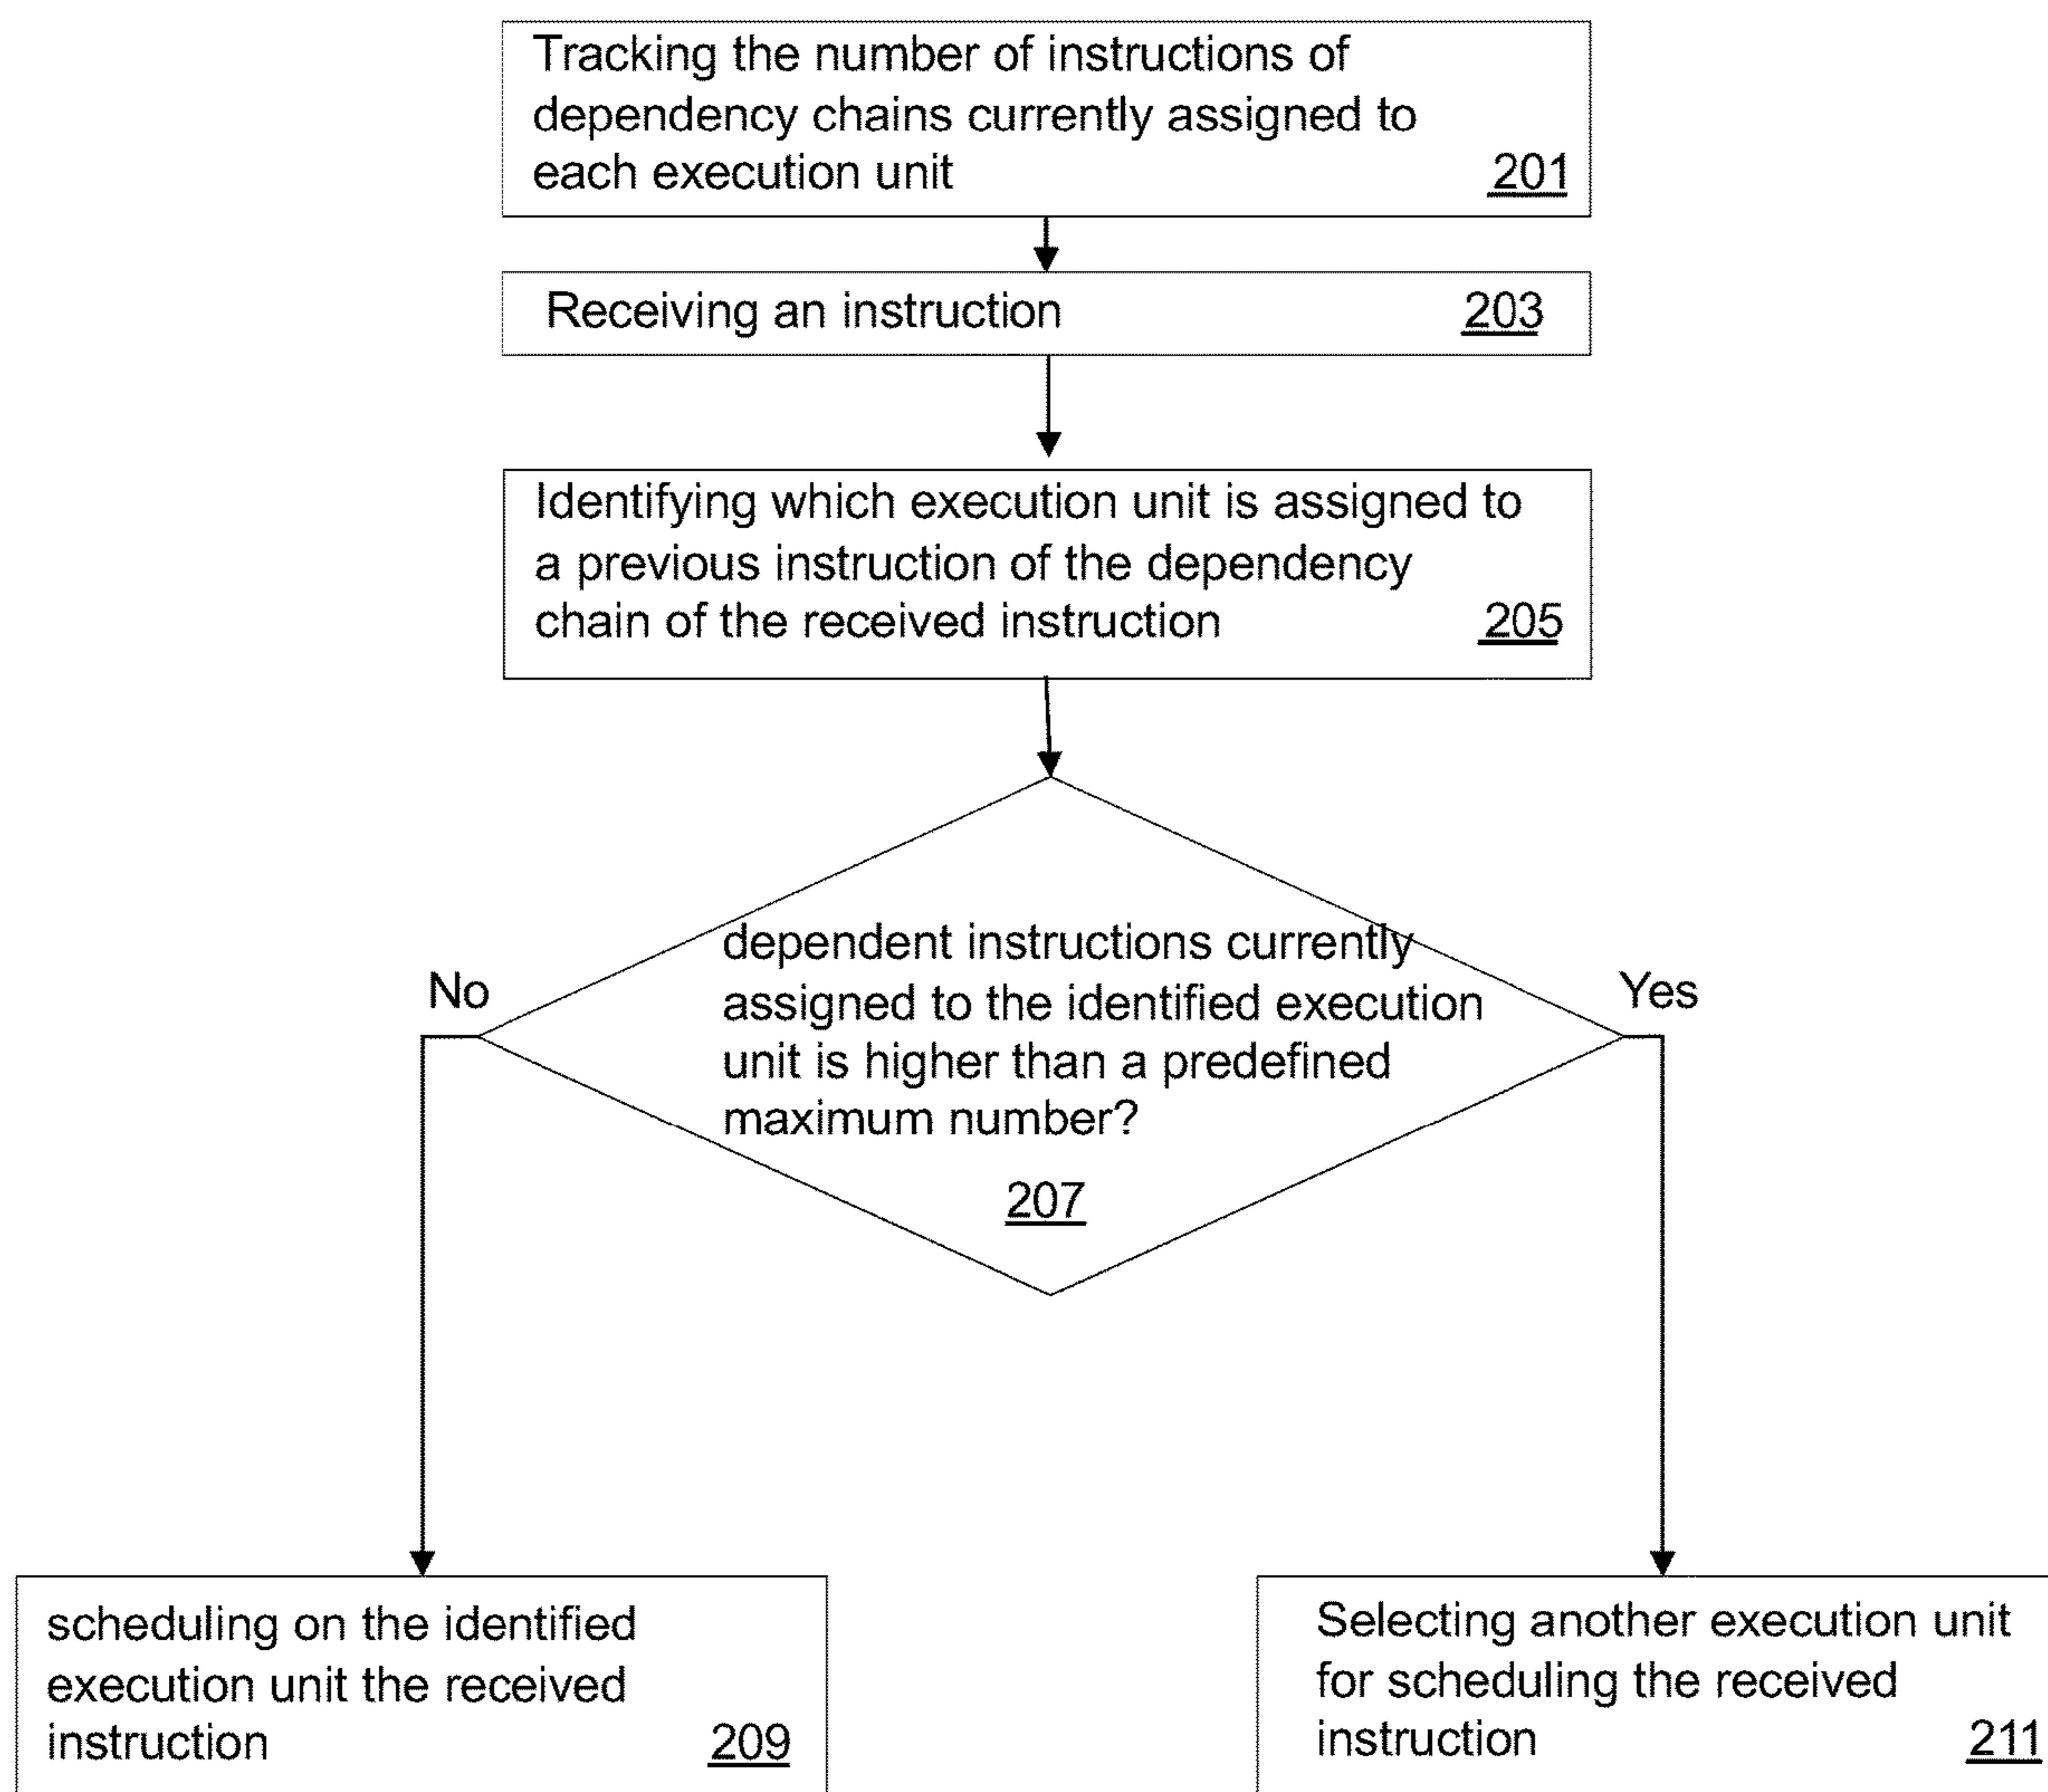 Tracking the number of instructions of
dependency chains currently assigned to
each execution unit 201
Receiving an instruction 203
Identifying which execution unit is assigned to
a previous instruction of the dependency
chain of the received instruction 205
dependent instructions currently
assigned to the identified execution
unit is higher than a predefined
maximum number?
207
No
Yes
scheduling on the identified
execution unit the received
instruction 209
Selecting another execution unit
for scheduling the received
instruction 211